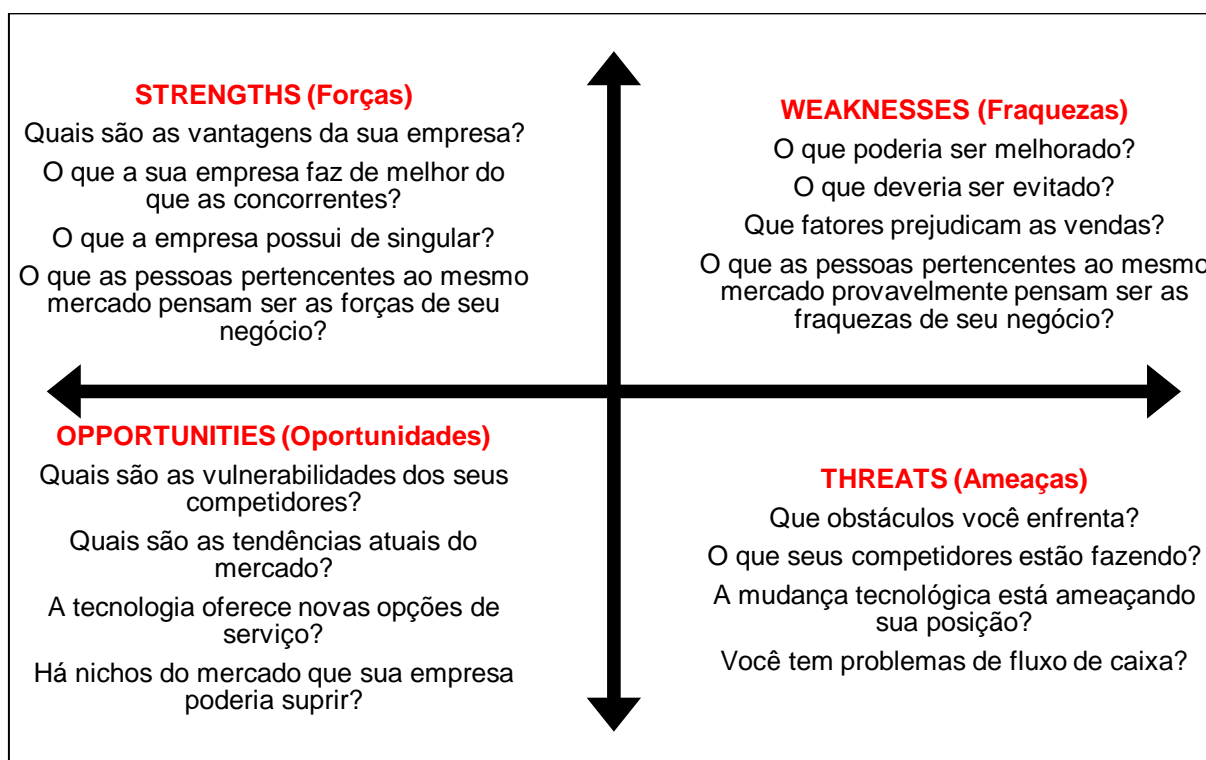 STRENGTHS (Forças)
Quais são as vantagens da sua empresa?
O que a sua empresa faz de melhor do
que as concorrentes?
O que a empresa possui de singular?
O que as pessoas pertencentes ao mesmo
mercado pensam ser as forças de seu
negócio?
WEAKNESSES (Fraquezas)
O que poderia ser melhorado?
O que deveria ser evitado?
Que fatores prejudicam as vendas?
O que as pessoas pertencentes ao mesmo
mercado provavelmente pensam ser as
fraquezas de seu negócio?
OPPORTUNITIES (Oportunidades)
Quais são as vulnerabilidades dos seus
competidores?
Quais são as tendências atuais do
mercado?
A tecnologia oferece novas opções de
serviço?
Há nichos do mercado que sua empresa
poderia suprir?
THREATS (Ameaças)
Que obstáculos você enfrenta?
O que seus competidores estão fazendo?
A mudança tecnológica está ameaçando
sua posição?
Você tem problemas de fluxo de caixa?